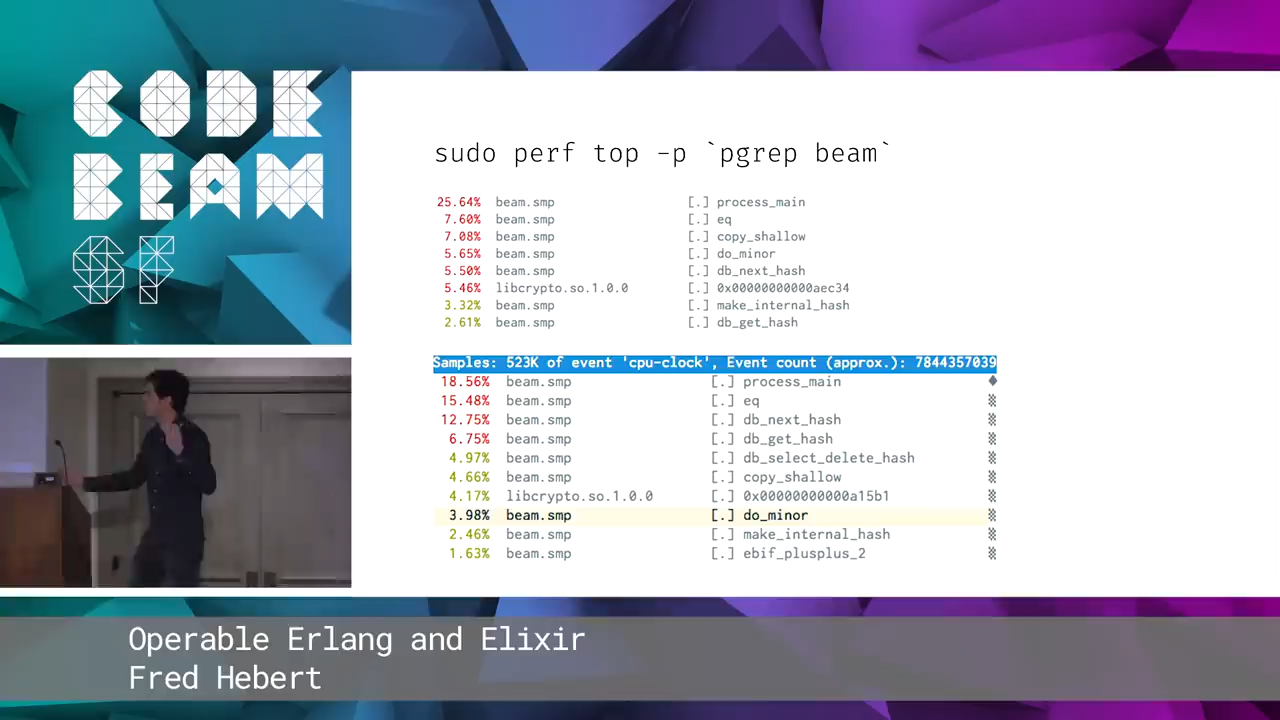 CODE
BEAM
SF
sudo perf top -p `pgrep beam`
25.64% beam.smp [.] process_main
7.60% beam.smp [.] eq
7.08% beam.smp [.] copy_shallow
5.65% beam.smp [.] do_minor
5.50% beam.smp [.] db_next_hash
5.46% libcrypto.so.1.0.0 [.] 0x00000000000aec34
3.32% beam.smp [.] make_internal_hash
2.61% beam.smp [.] db_get_hash
Samples: 523K of event 'cpu-clock', Event count (approx.): 7844357039
18.56% beam.smp [.] process_main
15.48% beam.smp [.] eq
12.75% beam.smp [.] db_next_hash
6.75% beam.smp [.] db_get_hash
4.97% beam.smp [.] db_select_delete_hash
4.66% beam.smp [.] copy_shallow
4.17% libcrypto.so.1.0.0 [.] 0x00000000000a15b1
3.98% beam.smp [.] do_minor
2.46% beam.smp [.] make_internal_hash
1.63% beam.smp [.] ebif_plusplus_2
Operable Erlang and Elixir
Fred Hebert